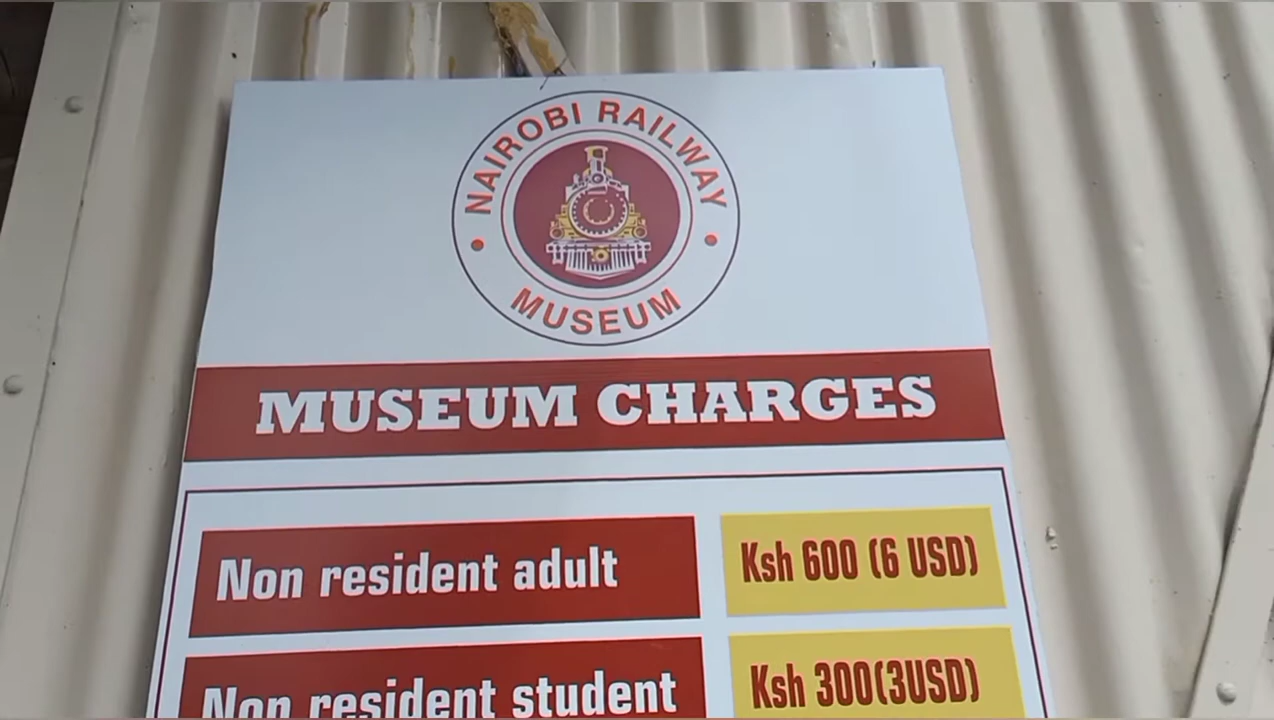 NAIROBI RAILWAY
MUSEUM
MUSEUM CHARGES
Non resident adult
Ksh 600 (6 USD)
Non resident student
Ksh 300(3USD)